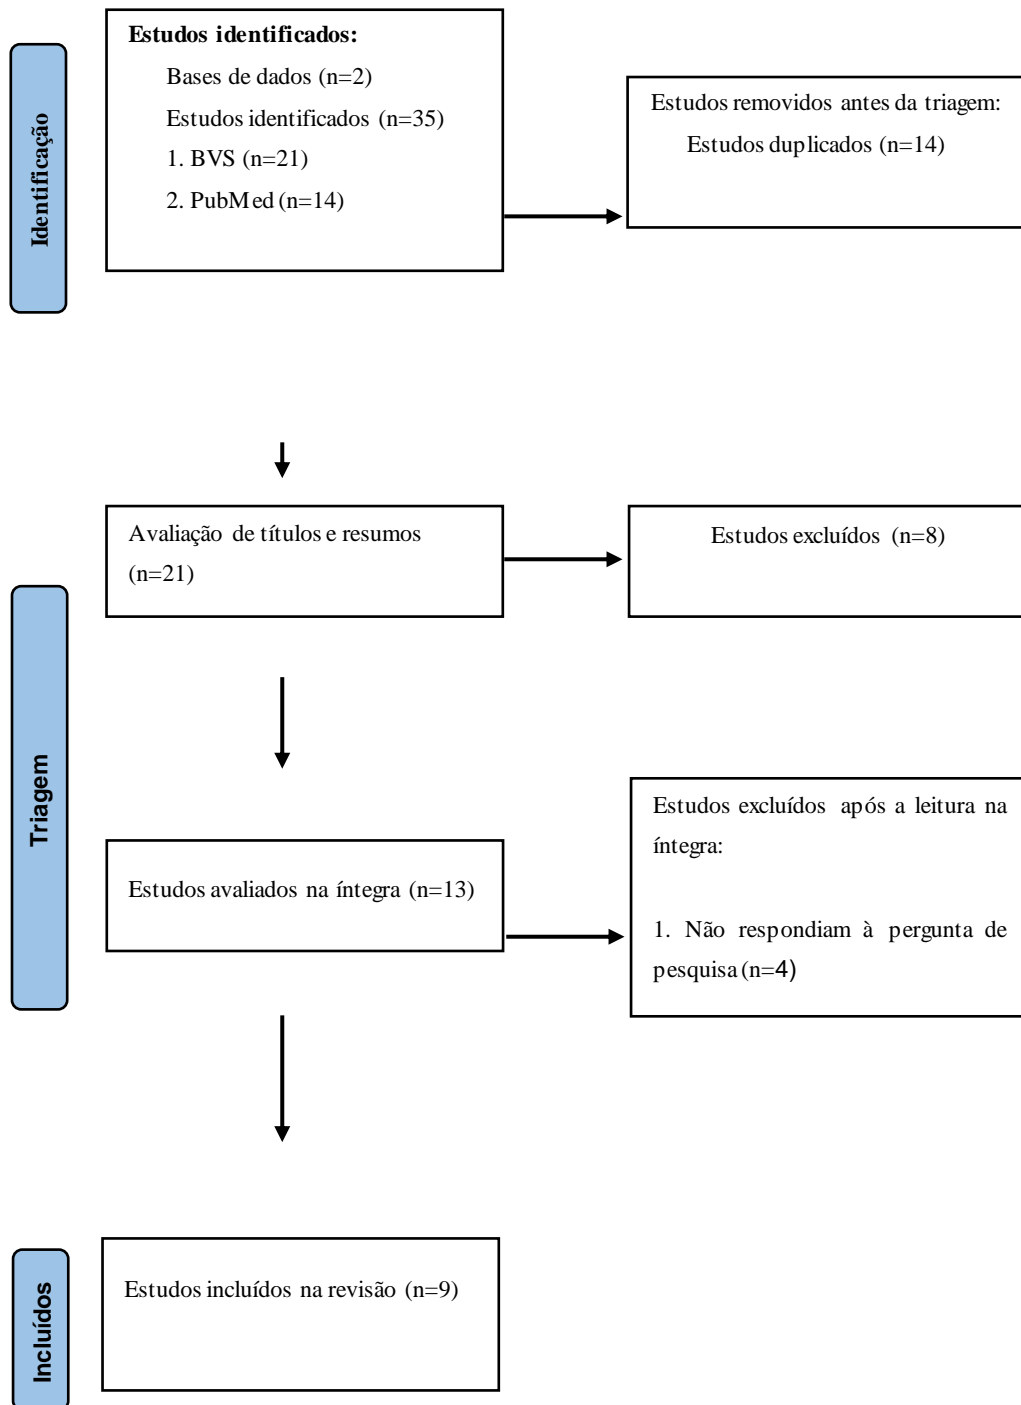 Identificação
Estudos identificados:
Bases de dados (n=2)
Estudos identificados (n=35)
1. BVS (n=21)
2. PubMed (n=14)
Estudos removidos antes da triagem:
Estudos duplicados (n=14)
Triagem
Avaliação de títulos e resumos
(n=21)
Estudos excluídos (n=8)
Estudos avaliados na íntegra (n=13)
Estudos excluídos após a leitura na
íntegra:
1. Não respondiam à pergunta de
pesquisa (n=4)
Incluídos
Estudos incluídos na revisão (n=9)